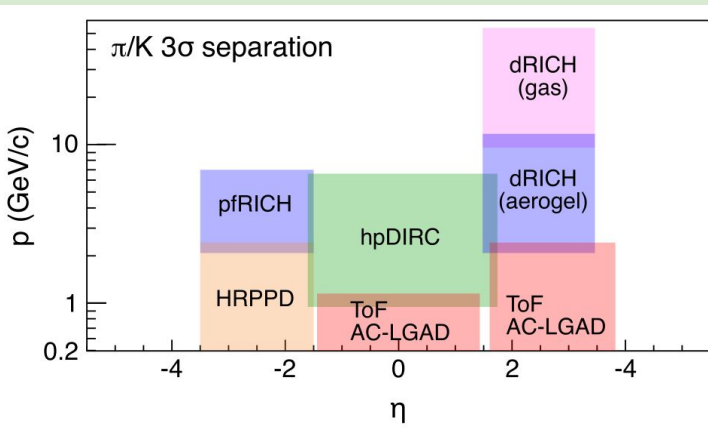 π/K 3σ separation
dRICH
(gas)
10
pfRICH
dRICH
(aerogel)
hpDIRC
p (GeV/c)
1
HRPPD
ToF
AC-LGAD
ToF
AC-LGAD
0.2
-4 -2 0 2 -4
η